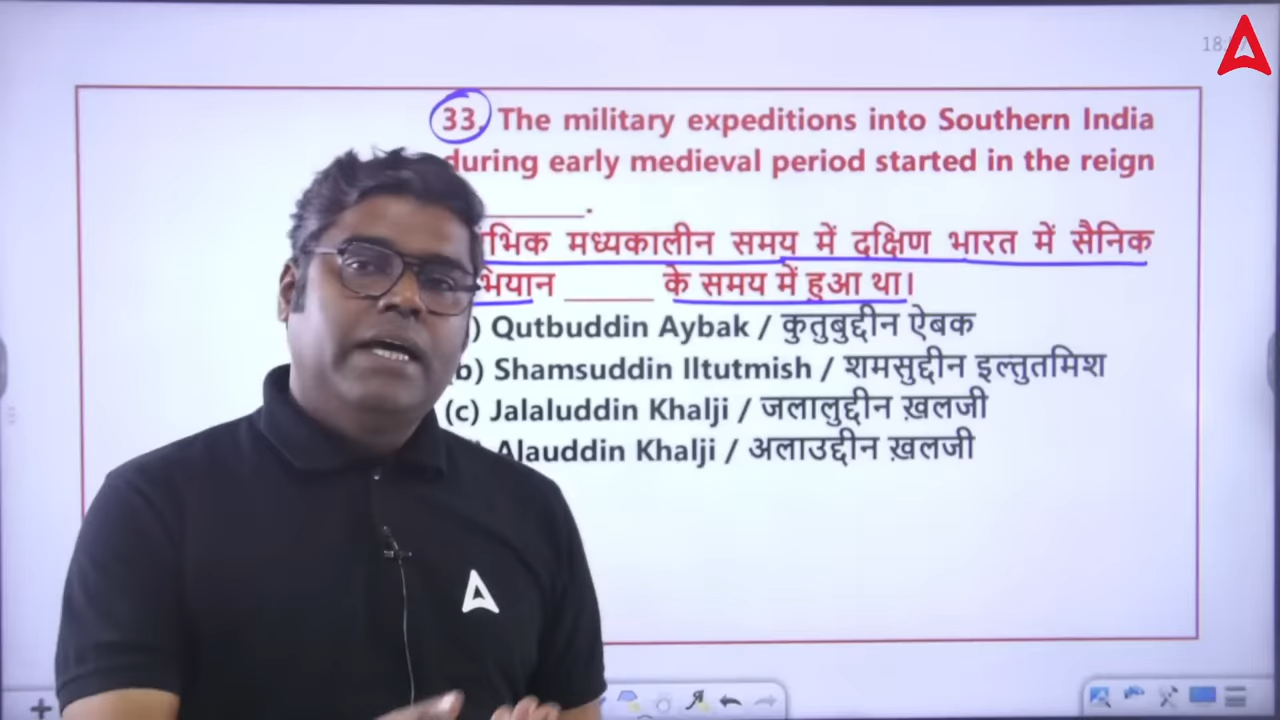 33. The military expeditions into Southern India
during early medieval period started in the reign
______.
मध्यकालीन समय में दक्षिण भारत में सैनिक
______ के समय में हुआ था।
Qutbuddin Aybak / कुतुबुद्दीन ऐबक
(b) Shamsuddin Iltutmish / शमसुद्दीन इल्तुतमिश
(c) Jalaluddin Khalji / जलालुद्दीन ख़लजी
Alauddin Khalji / अलाउद्दीन ख़लजी